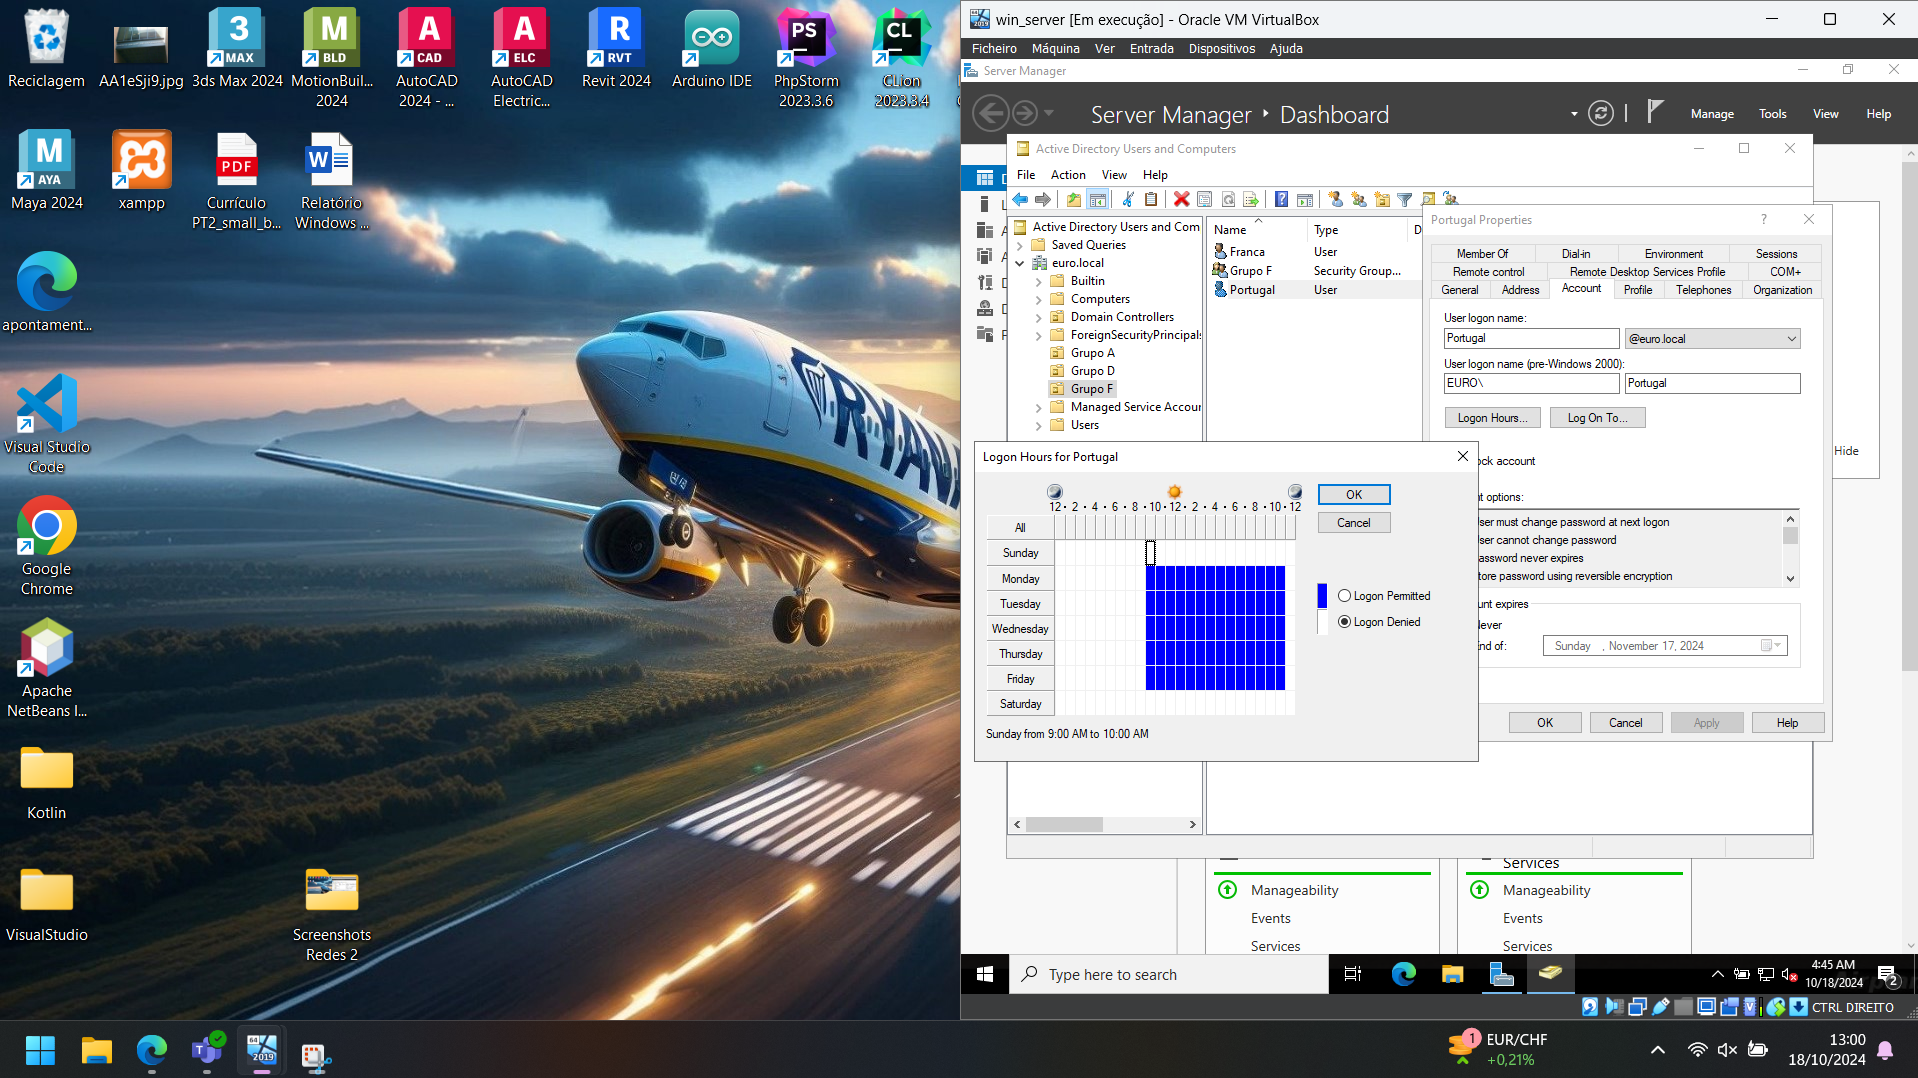 Reciclagem
AA1eSji9.jpg
3ds Max 2024
MotionBuil...
2024
AutoCAD
2024 - ...
AutoCAD
Electric...
Revit 2024
Arduino IDE
PhpStorm
2023.3.6
CLion
2023.3.4
Maya 2024
xampp
Currículo
PT2_small_b...
Relatório
Windows ...
apontament...
Visual Studio
Code
Google
Chrome
Apache
NetBeans I...
Kotlin
VisualStudio
Screenshots
Redes 2
RYANA
win_server [Em execução] - Oracle VM VirtualBox
Ficheiro Máquina Ver Entrada Dispositivos Ajuda
Server Manager
Server Manager ‣ Dashboard
Manage Tools View Help
Active Directory Users and Computers
File Action View Help
Active Directory Users and Com
Saved Queries
euro.local
Builtin
Computers
Domain Controllers
ForeignSecurityPrincipals
Grupo A
Grupo D
Grupo F
Managed Service Accour
Users
Name Type D
Franca User
Grupo F Security Group...
Portugal User
Portugal Properties
Member Of Dial-in Environment Sessions
Remote control Remote Desktop Services Profile COM+
General Address Account Profile Telephones Organization
User logon name:
Portugal @euro.local
User logon name (pre-Windows 2000):
EURO\ Portugal
Logon Hours... Log On To...
ock account
nt options:
ser must change password at next logon
ser cannot change password
assword never expires
tore password using reversible encryption
unt expires
lever
nd of: Sunday , November 17, 2024
OK Cancel Apply Help
Hide
Logon Hours for Portugal
12 · 2 · 4 · 6 · 8 · 10 · 12 · 2 · 4 · 6 · 8 · 10 · 12
All
Sunday
Monday
Tuesday
Wednesday
Thursday
Friday
Saturday
OK
Cancel
Logon Permitted
Logon Denied
Sunday from 9:00 AM to 10:00 AM
Services
Manageability
Events
Services
Manageability
Events
Services
Type here to search
4:45 AM
10/18/2024
2
CTRL DIREITO
1
EUR/CHF
+0,21%
13:00
18/10/2024